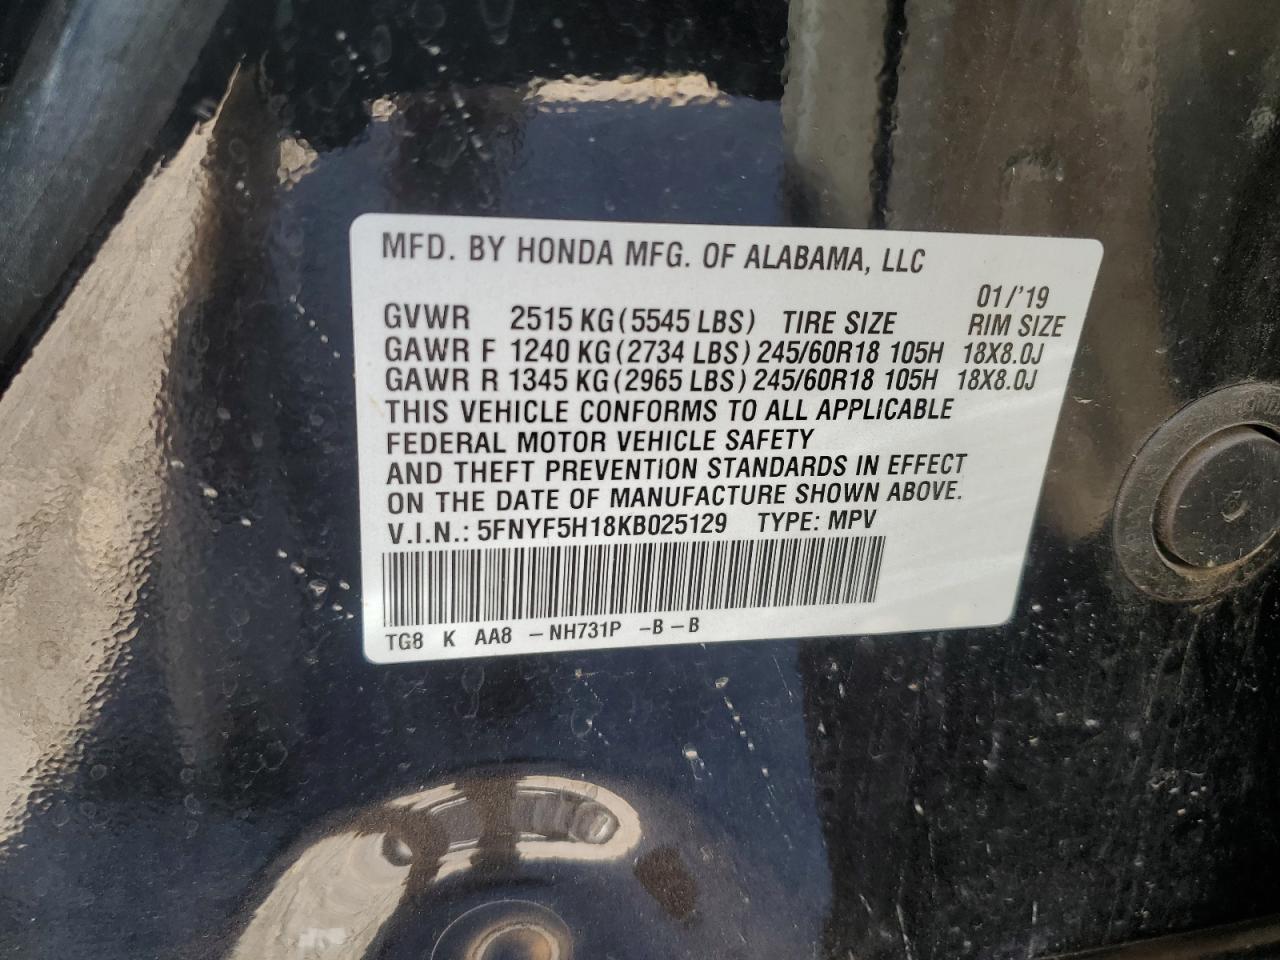 MFD. BY HONDA MFG. OF ALABAMA, LLC
01/'19
GVWR 2515 KG(5545 LBS) TIRE SIZE RIM SIZE
GAWR F 1240 KG(2734 LBS) 245/60R18 105H 18X8.0J
GAWR R 1345 KG(2965 LBS) 245/60R18 105H 18X8.0J
THIS VEHICLE CONFORMS TO ALL APPLICABLE
FEDERAL MOTOR VEHICLE SAFETY
AND THEFT PREVENTION STANDARDS IN EFFECT
ON THE DATE OF MANUFACTURE SHOWN ABOVE.
V.I.N.: 5FNYF5H18KB025129 TYPE: MPV
TG8 K AA8 -NH731P -B-B